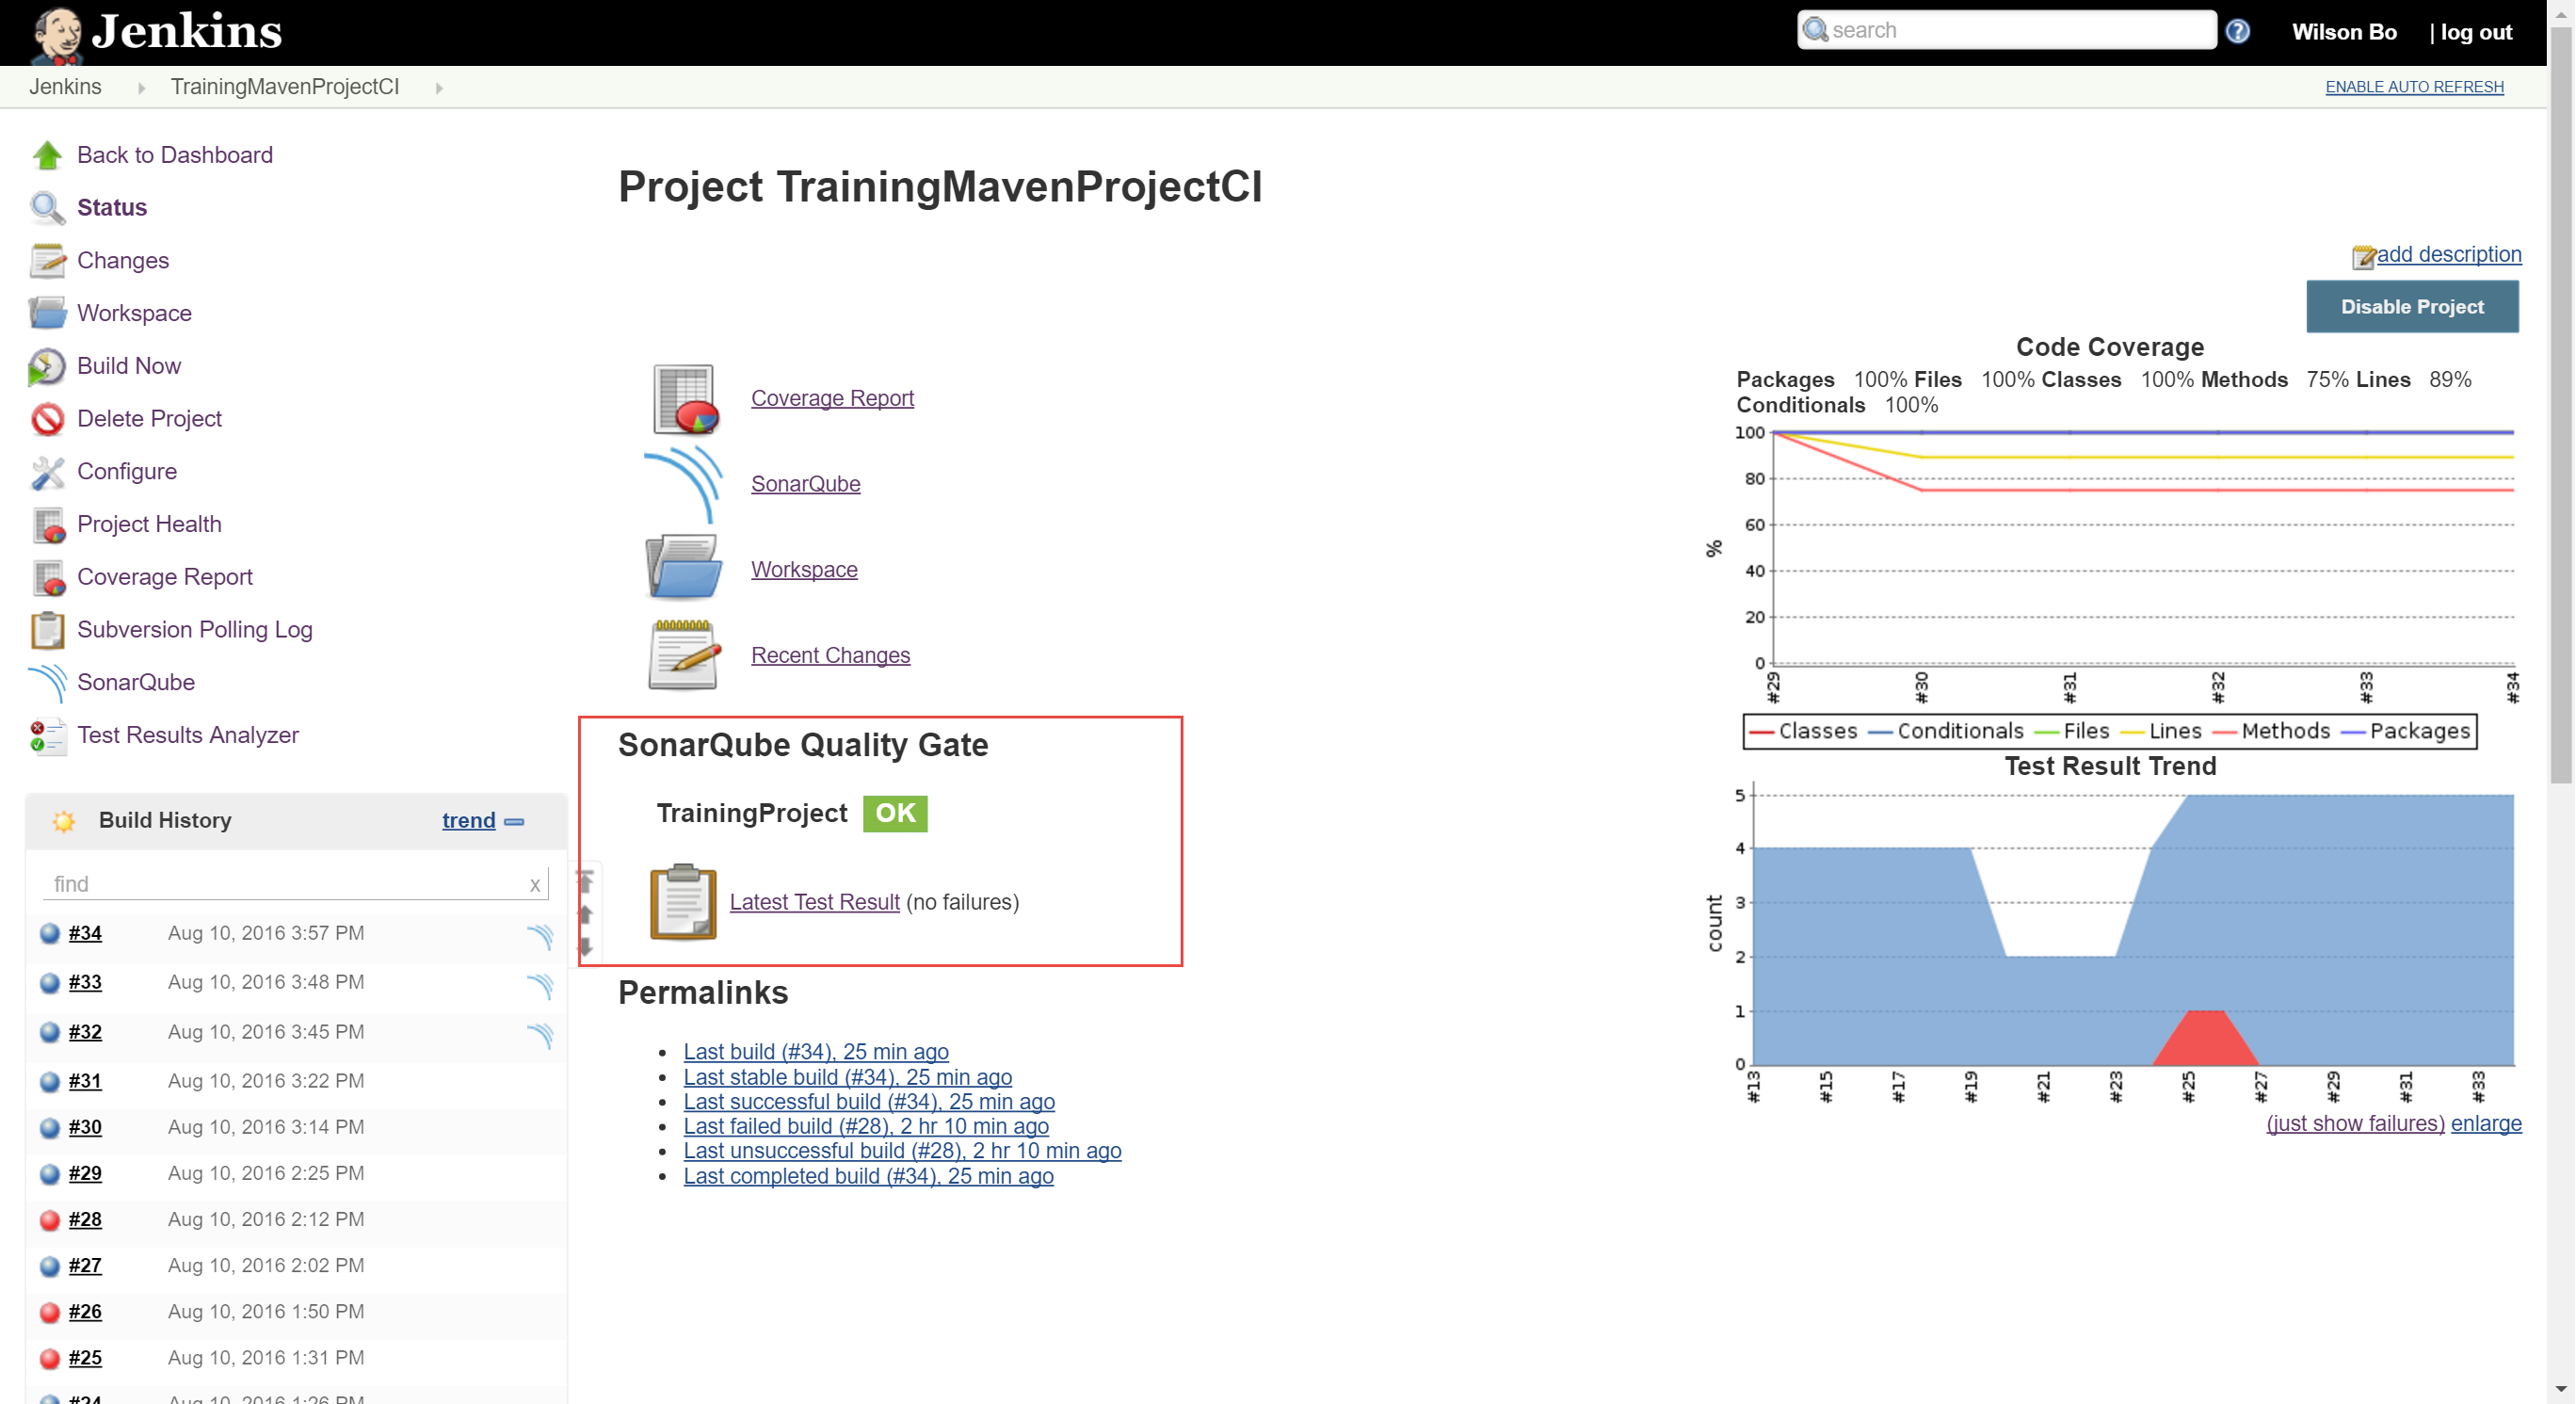 Jenkins
search
Wilson Bo
| log out
Jenkins
TrainingMavenProjectCI
ENABLE AUTO REFRESH
Back to Dashboard
Status
Changes
Workspace
Build Now
Delete Project
Configure
Project Health
Coverage Report
Subversion Polling Log
SonarQube
Test Results Analyzer
Build History
trend
find
x
#34 Aug 10, 2016 3:57 PM
#33 Aug 10, 2016 3:48 PM
#32 Aug 10, 2016 3:45 PM
#31 Aug 10, 2016 3:22 PM
#30 Aug 10, 2016 3:14 PM
#29 Aug 10, 2016 2:25 PM
#28 Aug 10, 2016 2:12 PM
#27 Aug 10, 2016 2:02 PM
#26 Aug 10, 2016 1:50 PM
#25 Aug 10, 2016 1:31 PM
#24 Aug 10, 2016 1:26 PM
Project TrainingMavenProjectCI
Coverage Report
SonarQube
Workspace
Recent Changes
SonarQube Quality Gate
TrainingProject OK
Latest Test Result (no failures)
Permalinks
Last build (#34), 25 min ago
Last stable build (#34), 25 min ago
Last successful build (#34), 25 min ago
Last failed build (#28), 2 hr 10 min ago
Last unsuccessful build (#28), 2 hr 10 min ago
Last completed build (#34), 25 min ago
add description
Disable Project
Code Coverage
Packages 100% Files 100% Classes 100% Methods 75% Lines 89%
Conditionals 100%
100
80
60
40
20
0
%
#29 #30 #31 #32 #33 #34
Classes Conditionals Files Lines Methods Packages
Test Result Trend
5
4
3
2
1
0
count
#13 #15 #17 #19 #21 #23 #25 #27 #29 #31 #33
(just show failures) enlarge